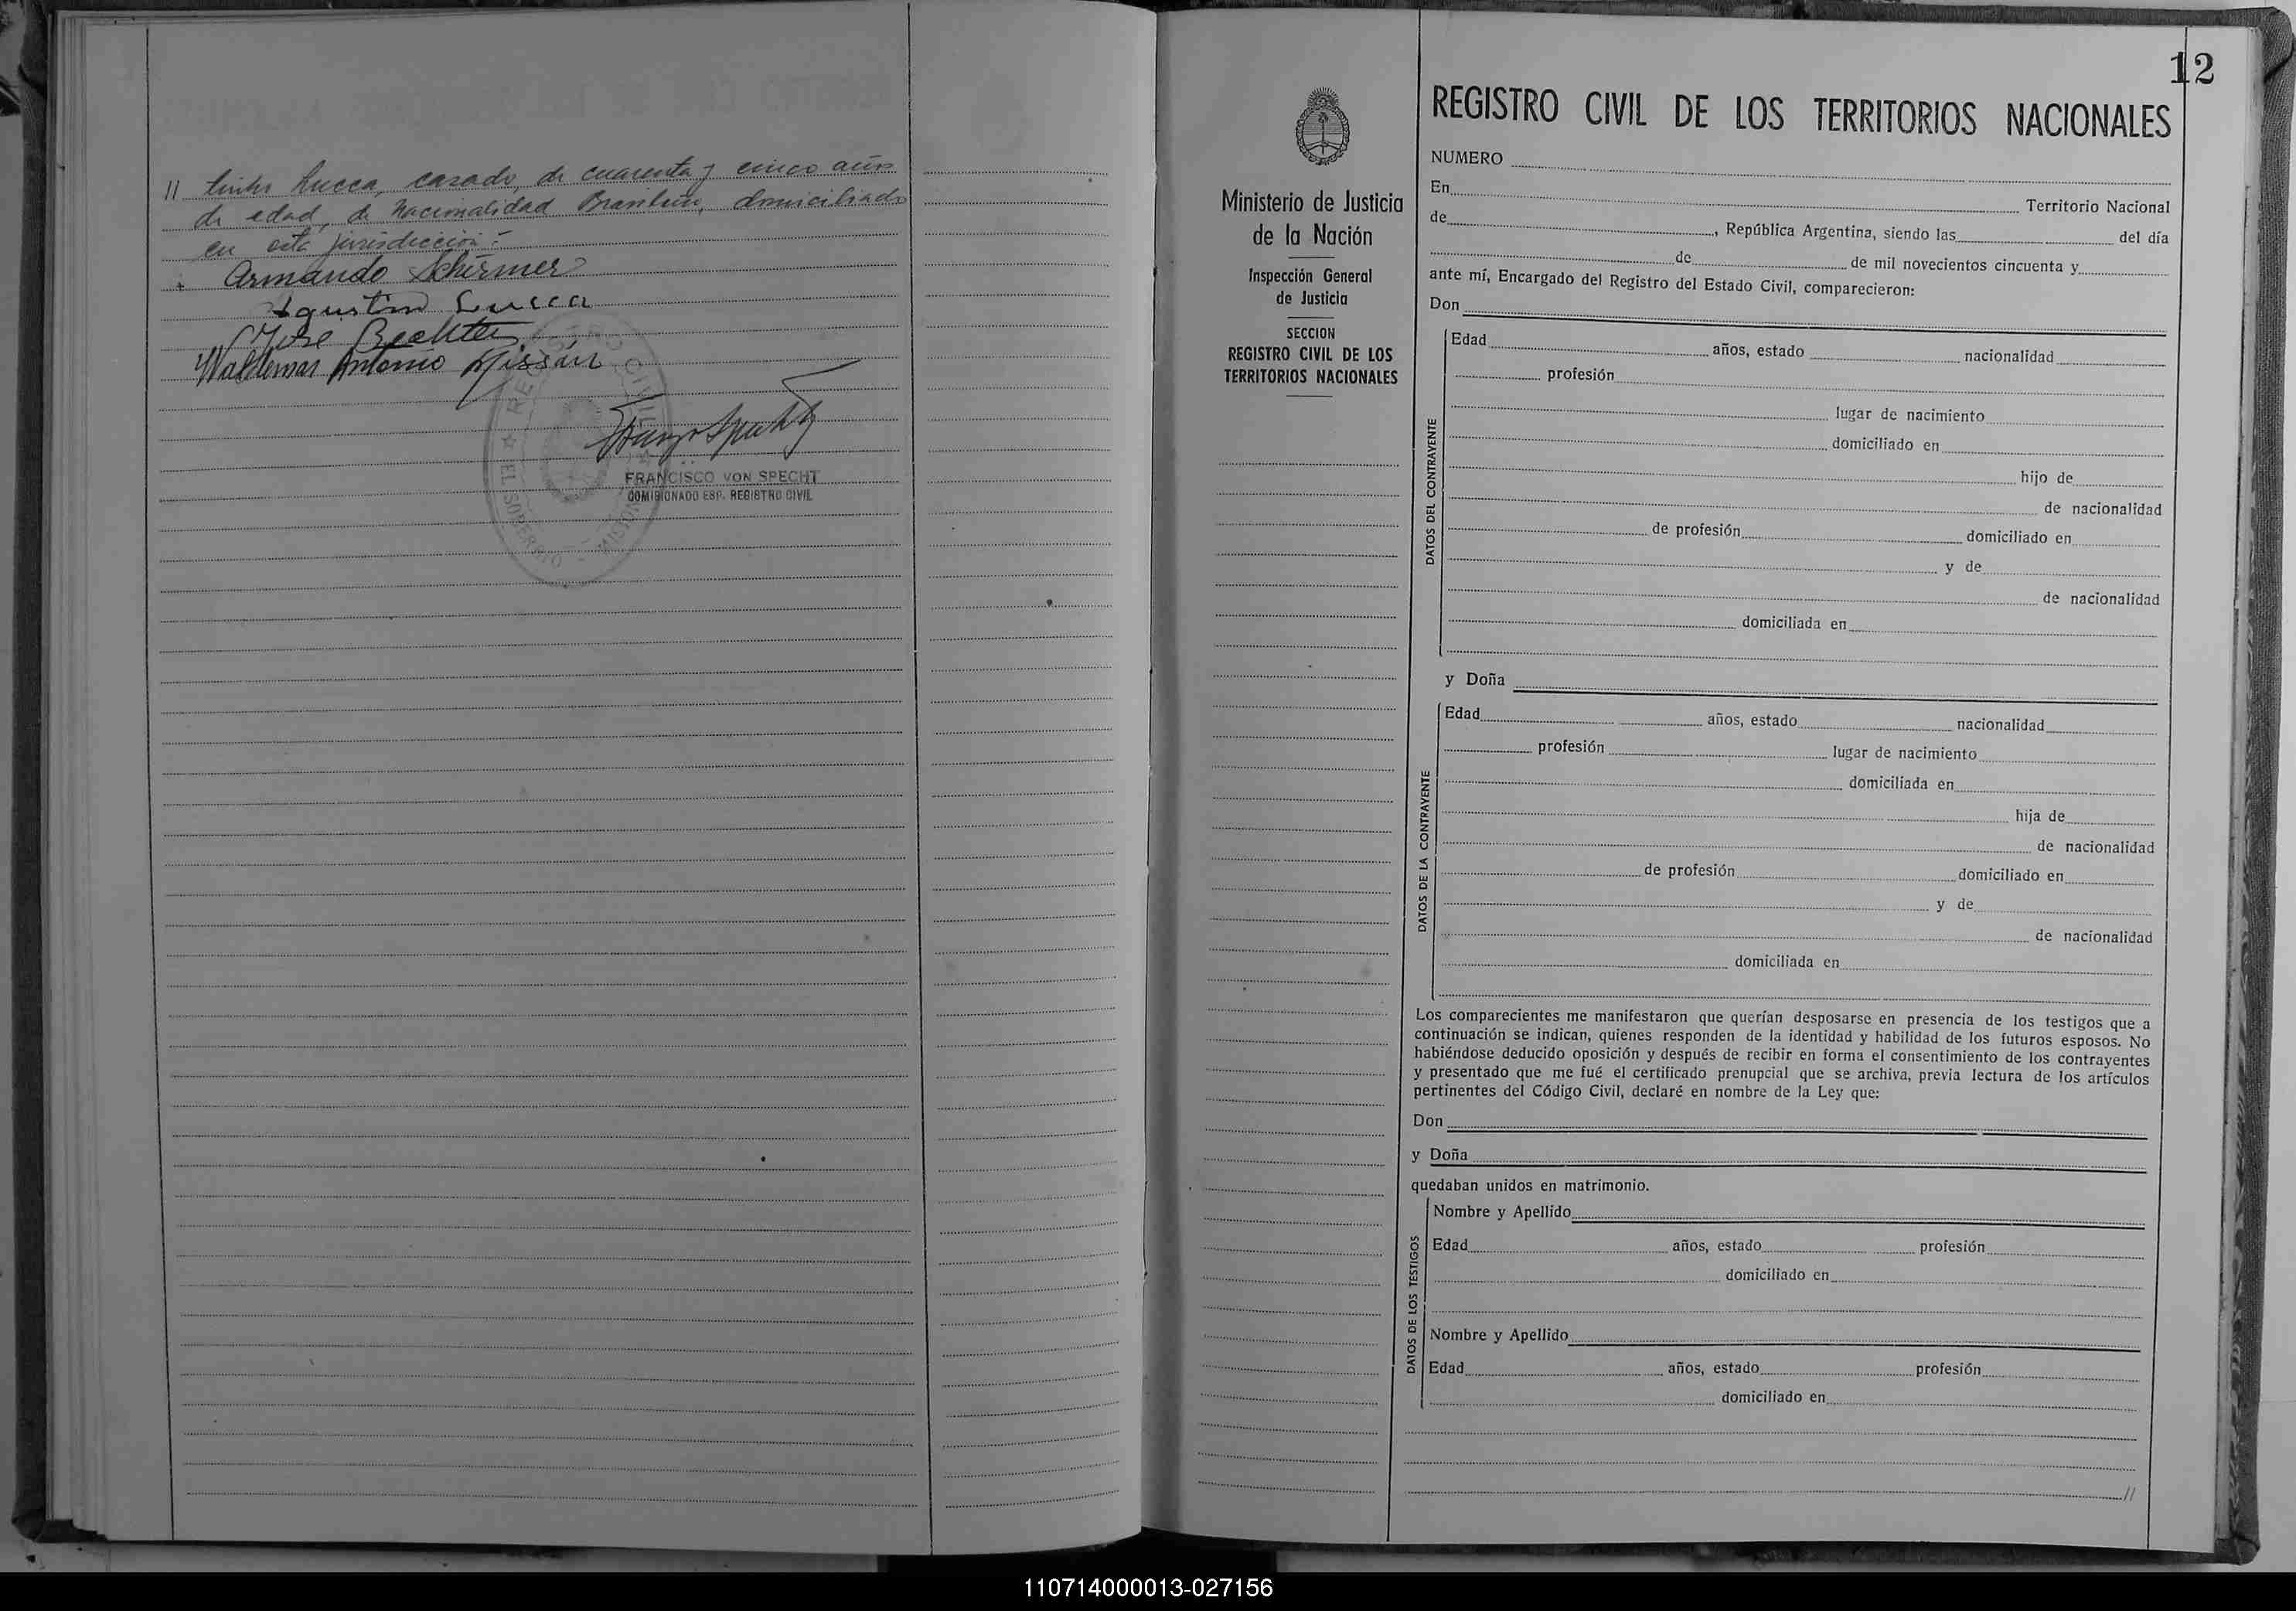 // tinho Lucca, casado, de cuarenta y cinco años
de edad, de nacionalidad Brasilera, domiciliado
en esta jurisdicción.-
Armando Schirmer
Agustin Lucca
José Bechter
Waldemar Antonio
FRANCISCO VON SPECHT
COMISIONADO ESP. REGISTRO CIVIL
REGISTRO CIVIL
EL SOBERBIO
MISIONES
12
Ministerio de Justicia
de la Nación
Inspección General
de Justicia
SECCION
REGISTRO CIVIL DE LOS
TERRITORIOS NACIONALES
REGISTRO CIVIL DE LOS TERRITORIOS NACIONALES
NUMERO
En Territorio Nacional
de , República Argentina, siendo las del día
de de mil novecientos cincuenta y
ante mí, Encargado del Registro del Estado Civil, comparecieron:
Don
DATOS DEL CONTRAYENTE
Edad años, estado nacionalidad
profesión
lugar de nacimiento
domiciliado en
hijo de
de nacionalidad
de profesión domiciliado en
y de
de nacionalidad
domiciliada en
y Doña
DATOS DE LA CONTRAYENTE
Edad años, estado nacionalidad
profesión lugar de nacimiento
domiciliada en
hija de
de nacionalidad
de profesión domiciliado en
y de
de nacionalidad
domiciliada en
Los comparecientes me manifestaron que querían desposarse en presencia de los testigos que a
continuación se indican, quienes responden de la identidad y habilidad de los futuros esposos. No
habiéndose deducido oposición y después de recibir en forma el consentimiento de los contrayentes
y presentado que me fué el certificado prenupcial que se archiva, previa lectura de los artículos
pertinentes del Código Civil, declaré en nombre de la Ley que:
Don
y Doña
quedaban unidos en matrimonio.
DATOS DE LOS TESTIGOS
Nombre y Apellido
Edad años, estado profesión
domiciliado en
Nombre y Apellido
Edad años, estado profesión
domiciliado en
//
110714000013-027156